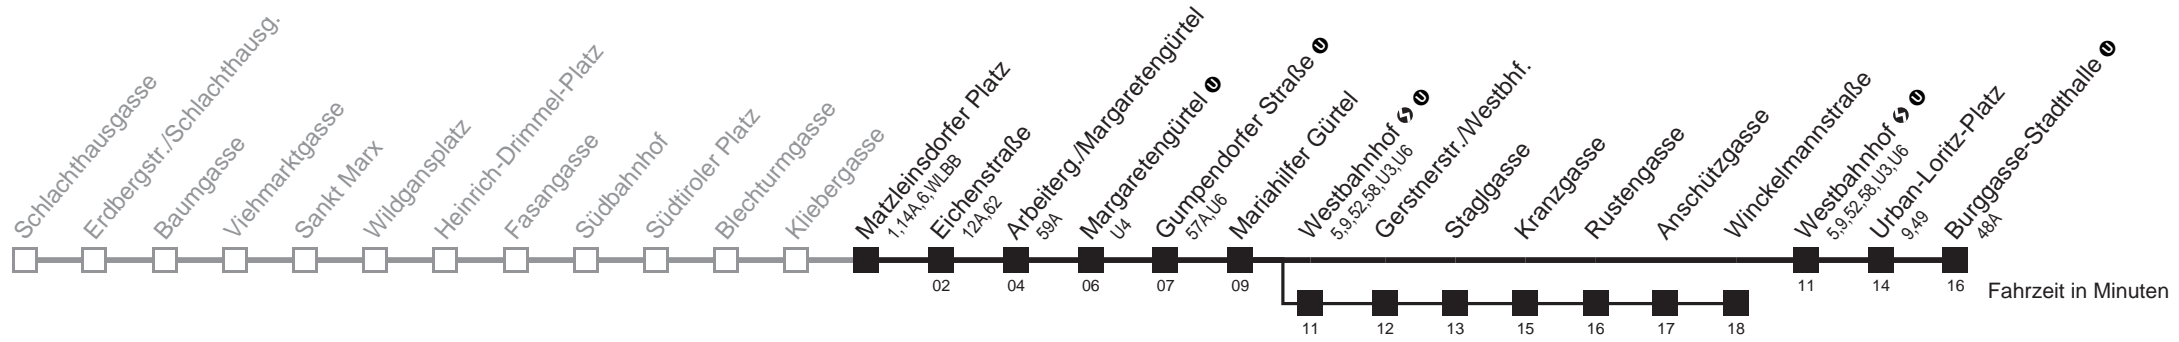 Schlachthausgasse
Erdbergstr./Schlachthausg.
Baumgasse
Viehmarktgasse
Sankt Marx
Wildgansplatz
Heinrich-Drimmel-Platz
Fasangasse
Südbahnhof
Südtiroler Platz
Blechturmgasse
Kliebergasse
Matzleinsdorfer Platz
1,14A,6,WLBB
Eichenstraße
12A,62
Arbeiterg./Margaretengürtel
59A
Margaretengürtel U
U4
Gumpendorfer Straße U
57A,U6
Mariahilfer Gürtel
Westbahnhof S U
5,9,52,58,U3,U6
Gerstnerstr./Westbhf.
Staglgasse
Kranzgasse
Rustengasse
Anschützgasse
Winckelmannstraße
Westbahnhof S U
5,9,52,58,U3,U6
Urban-Loritz-Platz
9,49
Burggasse-Stadthalle U
48A
02 04 06 07 09 11 14 16
Fahrzeit in Minuten
11 12 13 15 16 17 18